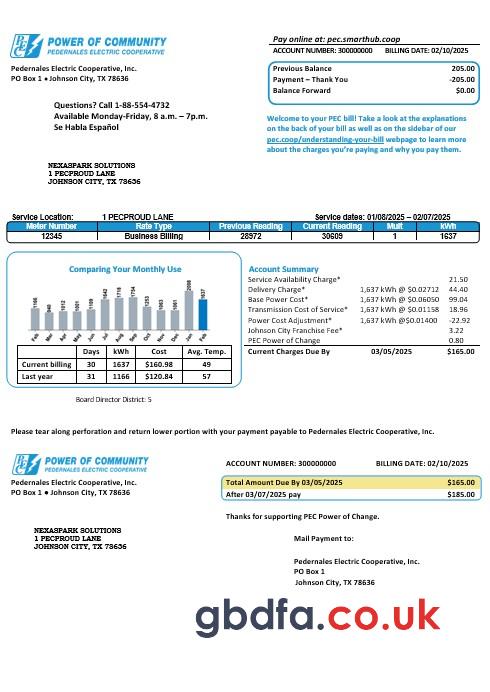 POWER OF COMMUNITY
PEDERNALES ELECTRIC COOPERATIVE
Pedernales Electric Cooperative, Inc.
PO Box 1 ● Johnson City, TX 78636
Pay online at: pec.smarthub.coop
ACCOUNT NUMBER: 300000000 BILLING DATE: 02/10/2025
Previous Balance 205.00
Payment – Thank You -205.00
Balance Forward $0.00
Questions? Call 1-88-554-4732
Available Monday-Friday, 8 a.m. – 7p.m.
Se Habla Español
Welcome to your PEC bill! Take a look at the explanations
on the back of your bill as well as on the sidebar of our
pec.coop/understanding-your-bill webpage to learn more
about the charges you're paying and why you pay them.
NEXASPARK SOLUTIONS
1 PECPROUD LANE
JOHNSON CITY, TX 78636
Service Location: 1 PECPROUD LANE Service dates: 01/08/2025 – 02/07/2025
Meter Number Rate Type Previous Reading Current Reading Mult kWh
12345 Business Billing 28972 30609 1 1637
Comparing Your Monthly Use
1166 940 1012 1001 1109 1642 1716 1754 1253 1063 1061 2098 1637
Feb Mar Apr May Jun Jul Aug Sep Oct Nov Dec Jan Feb
Days kWh Cost Avg. Temp.
Current billing 30 1637 $160.98 49
Last year 31 1166 $120.84 57
Board Director District: 5
Account Summary
Service Availability Charge* 21.50
Delivery Charge* 1,637 kWh @ $0.02712 44.40
Base Power Cost* 1,637 kWh @ $0.06050 99.04
Transmission Cost of Service* 1,637 kWh @ $0.01158 18.96
Power Cost Adjustment* 1,637 kWh @$0.01400 -22.92
Johnson City Franchise Fee* 3.22
PEC Power of Change 0.80
Current Charges Due By 03/05/2025 $165.00
Please tear along perforation and return lower portion with your payment payable to Pedernales Electric Cooperative, Inc.
POWER OF COMMUNITY
PEDERNALES ELECTRIC COOPERATIVE
Pedernales Electric Cooperative, Inc.
PO Box 1 ● Johnson City, TX 78636
ACCOUNT NUMBER: 300000000 BILLING DATE: 02/10/2025
Total Amount Due By 03/05/2025 $165.00
After 03/07/2025 pay $185.00
Thanks for supporting PEC Power of Change.
NEXASPARK SOLUTIONS
1 PECPROUD LANE
JOHNSON CITY, TX 78636
Mail Payment to:
Pedernales Electric Cooperative, Inc.
PO Box 1
Johnson City, TX 78636
gbdfa.co.uk